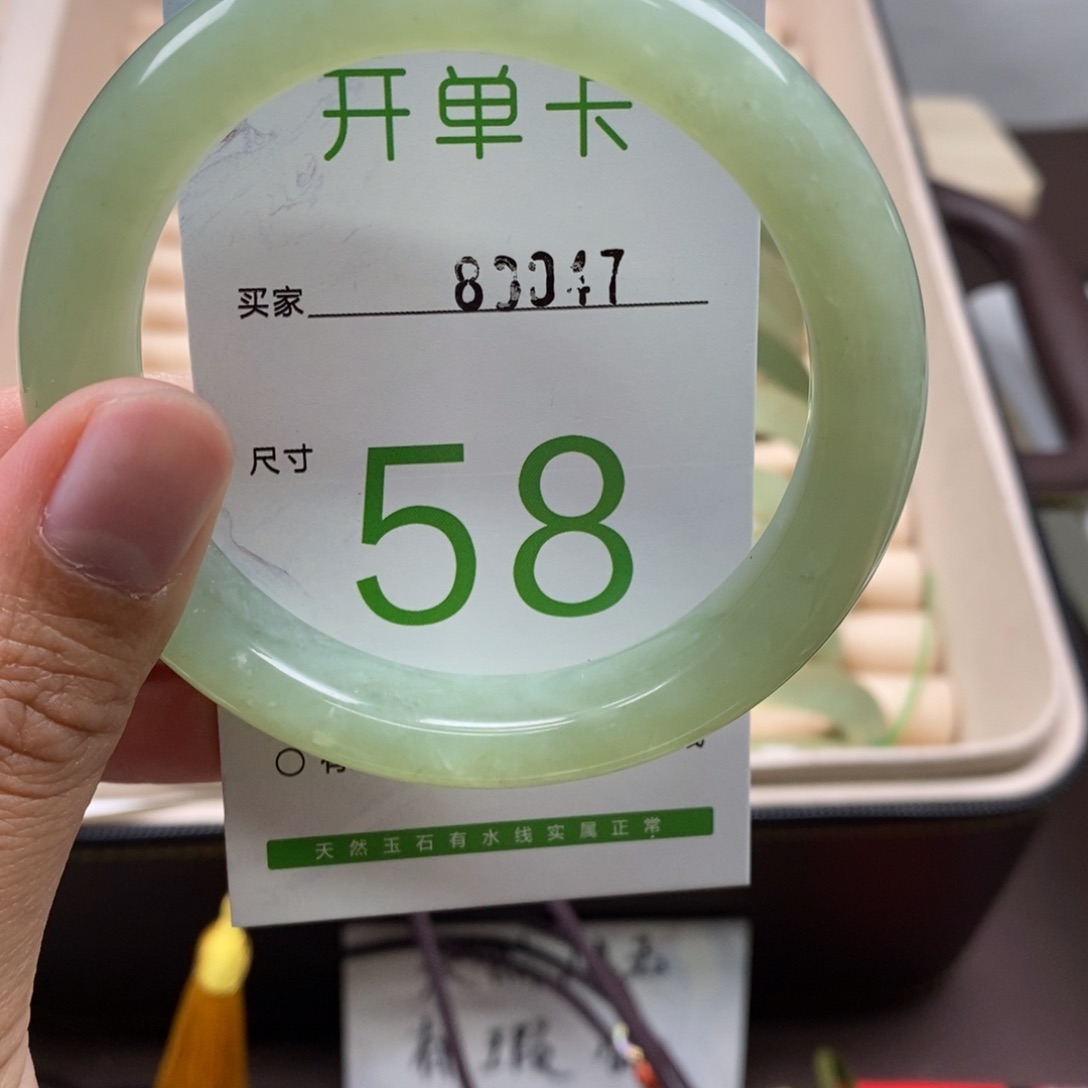 开单卡
买家 80047
尺寸 58
天然玉石有水线实属正常